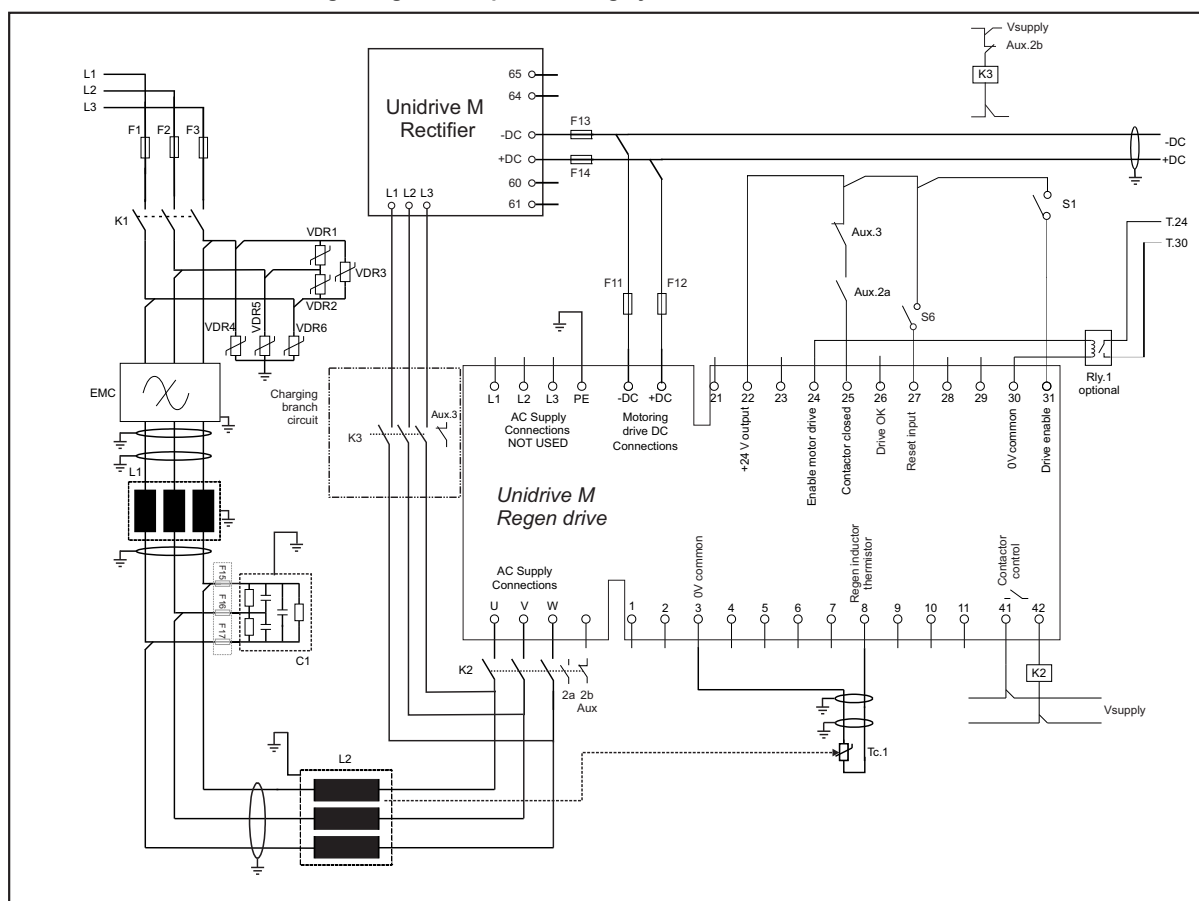 Vsupply
Aux.2b
K3
L1
L2
L3
F1
F2
F3
K1
VDR1
VDR3
VDR2
VDR4
VDR5
VDR6
EMC
L1
F15
F16
F17
C1
L2
Unidrive M
Rectifier
65
64
-DC
+DC
60
61
L1
L2
L3
F13
F14
-DC
+DC
S1
T.24
T.30
Aux.3
Aux.2a
F11
F12
S6
Rly.1
optional
Charging
branch
circuit
K3
Aux.3
L1
L2
L3
PE
-DC
+DC
21
22
23
24
25
26
27
28
29
30
31
AC Supply
Connections
NOT USED
Motoring
drive DC
Connections
+24 V output
Enable motor drive
Contactor closed
Drive OK
Reset input
0V common
Drive enable
Unidrive M
Regen drive
AC Supply
Connections
U
V
W
0V common
Regen inductor
thermistor
Contactor
control
1
2
3
4
5
6
7
8
9
10
11
41
42
K2
2a
2b
Aux
K2
Vsupply
Tc.1